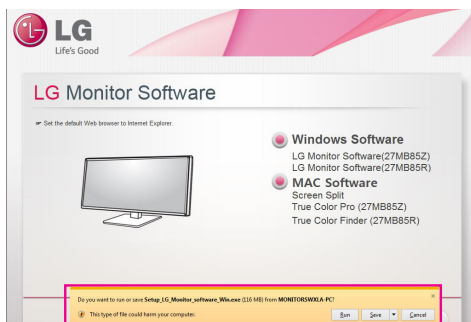 LG
Life's Good
LG Monitor Software
☞ Set the default Web browser to Internet Explorer.
Windows Software
LG Monitor Software(27MB85Z)
LG Monitor Software(27MB85R)
MAC Software
Screen Split
True Color Pro (27MB85Z)
True Color Finder (27MB85R)
Do you want to run or save Setup_LG_Monitor_software_Win.exe (116 MB) from MONITORSWXLA-PC?
×
This type of file could harm your computer.
Run Save Cancel